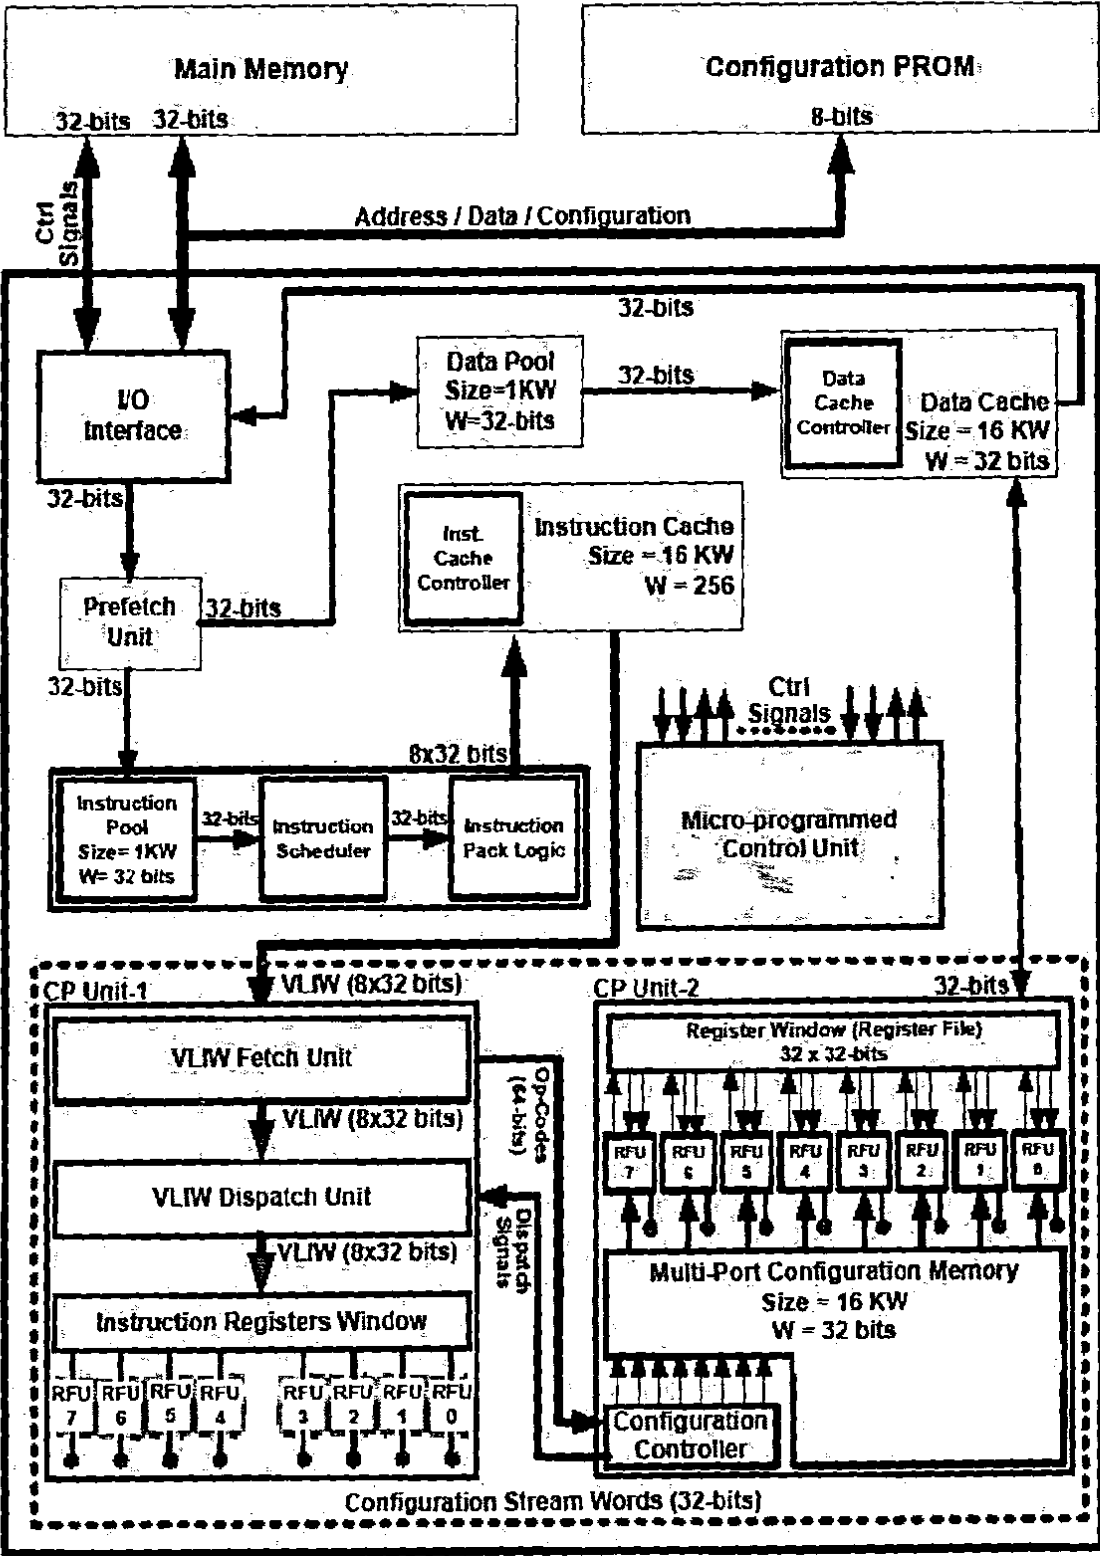 Main Memory
32-bits 32-bits
Configuration PROM
8-bits
Ctrl
Signals
Address / Data / Configuration
32-bits
I/O
Interface
Data Pool
Size=1KW
W=32-bits
32-bits
Data
Cache
Controller
Data Cache
Size = 16 KW
W = 32 bits
32-bits
Inst.
Cache
Controller
Instruction Cache
Size = 16 KW
W = 256
Prefetch
Unit
32-bits
32-bits
Ctrl
Signals
8x32 bits
Instruction
Pool
Size= 1KW
W= 32 bits
32-bits
Instruction
Scheduler
32-bits
Instruction
Pack Logic
Micro-programmed
Control Unit
CP Unit-1
VLIW (8x32 bits)
VLIW Fetch Unit
VLIW (8x32 bits)
VLIW Dispatch Unit
VLIW (8x32 bits)
Instruction Registers Window
RFU RFU RFU RFU RFU RFU RFU RFU
7 6 5 4 3 2 1 0
Op-Codes
(64-bits)
Dispatch
Signals
CP Unit-2
32-bits
Register Window (Register File)
32 x 32-bits
RFU RFU RFU RFU RFU RFU RFU RFU
7 6 5 4 3 2 1
Multi-Port Configuration Memory
Size = 16 KW
W = 32 bits
Configuration
Controller
Configuration Stream Words (32-bits)